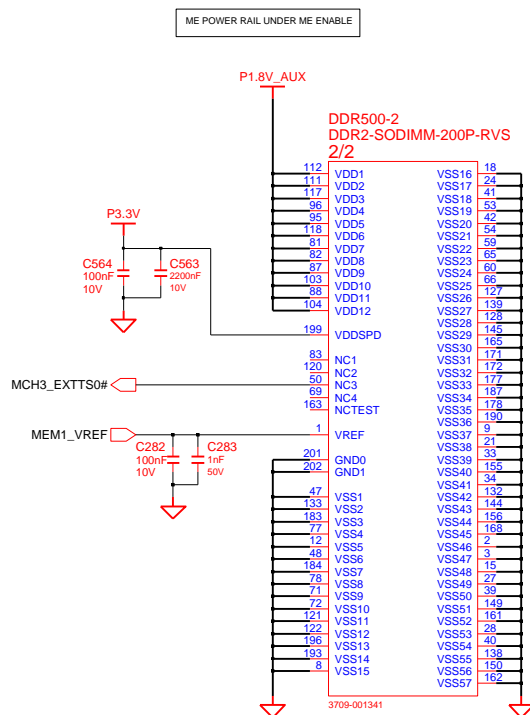 ME POWER RAIL UNDER ME ENABLE
P1.8V_AUX
DDR500-2
DDR2-SODIMM-200P-RVS
2/2
P3.3V
C564
100nF
10V
C563
2200nF
10V
MCH3_EXTTS0#
MEM1_VREF
C282
100nF
10V
C283
1nF
50V
112 VDD1
111 VDD2
117 VDD3
96 VDD4
95 VDD5
118 VDD6
81 VDD7
82 VDD8
87 VDD9
103 VDD10
88 VDD11
104 VDD12
199 VDDSPD
83 NC1
120 NC2
50 NC3
69 NC4
163 NCTEST
1 VREF
201 GND0
202 GND1
47 VSS1
133 VSS2
183 VSS3
77 VSS4
12 VSS5
48 VSS6
184 VSS7
78 VSS8
71 VSS9
72 VSS10
121 VSS11
122 VSS12
196 VSS13
193 VSS14
8 VSS15
VSS16 18
VSS17 24
VSS18 41
VSS19 53
VSS20 42
VSS21 54
VSS22 59
VSS23 65
VSS24 60
VSS25 66
VSS26 127
VSS27 139
VSS28 128
VSS29 145
VSS30 165
VSS31 171
VSS32 172
VSS33 177
VSS34 187
VSS35 178
VSS36 190
VSS37 9
VSS38 21
VSS39 33
VSS40 155
VSS41 34
VSS42 132
VSS43 144
VSS44 156
VSS45 168
VSS46 2
VSS47 3
VSS48 15
VSS49 27
VSS50 39
VSS51 149
VSS52 161
VSS53 28
VSS54 40
VSS55 138
VSS56 150
VSS57 162
3709-001341